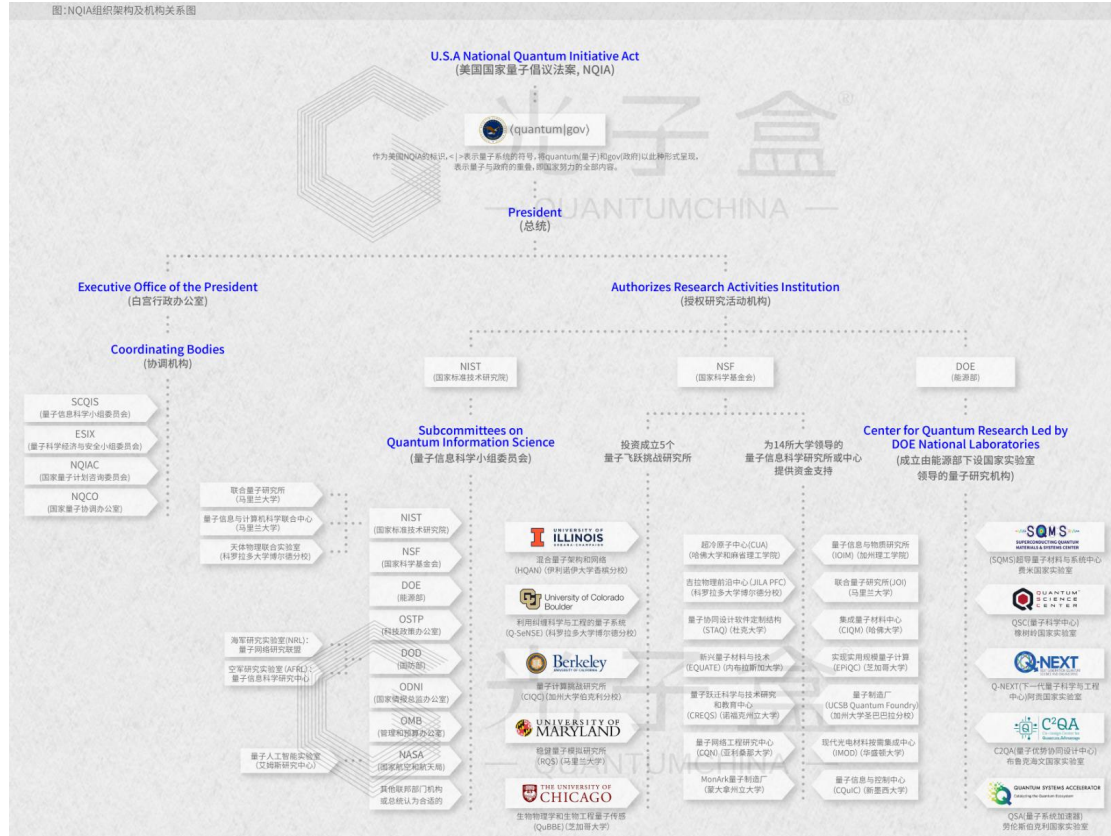 图:NQIA组织架构及机构关系图
U.S.A National Quantum Initiative Act
(美国国家量子倡议法案, NQIA)
(quantum|gov)
作为美国NQIA的标识,< | >表示量子系统的符号,将quantum(量子)和gov(政府)以此种形式呈现,
表示量子与政府的重叠,即国家努力的全部内容。
光子盒
®
— QUANTUMCHINA —
President
(总统)
Executive Office of the President
(白宫行政办公室)
Authorizes Research Activities Institution
(授权研究活动机构)
Coordinating Bodies
(协调机构)
SCQIS
(量子信息科学小组委员会)
ESIX
(量子科学经济与安全小组委员会)
NQIAC
(国家量子计划咨询委员会)
NQCO
(国家量子协调办公室)
NIST
(国家标准技术研究院)
NSF
(国家科学基金会)
DOE
(能源部)
Subcommittees on
Quantum Information Science
(量子信息科学小组委员会)
投资成立5个
量子飞跃挑战研究所
为14所大学领导的
量子信息科学研究所或中心
提供资金支持
Center for Quantum Research Led by
DOE National Laboratories
(成立由能源部下设国家实验室
领导的量子研究机构)
联合量子研究所
(马里兰大学)
量子信息与计算机科学联合中心
(马里兰大学)
天体物理联合实验室
(科罗拉多大学博尔德分校)
海军研究实验室(NRL):
量子网络研究联盟
空军研究实验室 (AFRL):
量子信息科学研究中心
量子人工智能实验室
(艾姆斯研究中心)
NIST
(国家标准技术研究院)
NSF
(国家科学基金会)
DOE
(能源部)
OSTP
(科技政策办公室)
DOD
(国防部)
ODNI
(国家情报总监办公室)
OMB
(管理和预算办公室)
NASA
(国家航空和航天局)
其他联邦部门机构
或总统认为合适的
UNIVERSITY OF
ILLINOIS
URBANA-CHAMPAIGN
混合量子架构和网络
(HQAN) (伊利诺伊大学香槟分校)
University of Colorado
Boulder
利用纠缠科学与工程的量子系统
(Q-SeNSE) (科罗拉多大学博尔德分校)
Berkeley
UNIVERSITY OF CALIFORNIA
量子计算挑战研究所
(CIQC) (加州大学伯克利分校)
UNIVERSITY OF
MARYLAND
稳健量子模拟研究所
(RQS) (马里兰大学)
THE UNIVERSITY OF
CHICAGO
生物物理学和生物工程量子传感
(QuBBE) (芝加哥大学)
超冷原子中心(CUA)
(哈佛大学和麻省理工学院)
吉拉物理前沿中心(JILA PFC)
(科罗拉多大学博尔德分校)
量子协同设计软件定制结构
(STAQ) (杜克大学)
新兴量子材料与技术
(EQUATE) (内布拉斯加大学)
量子跃迁科学与技术研究
和教育中心
(CREQS) (诺福克州立大学)
量子网络工程研究中心
(CQN) (亚利桑那大学)
MonArk量子制造厂
(蒙大拿州立大学)
量子信息与物质研究所
(IOIM) (加州理工学院)
联合量子研究所(JOI)
(马里兰大学)
集成量子材料中心
(CIQM) (哈佛大学)
实现实用规模量子计算
(EPiQC) (芝加哥大学)
量子制造厂
(UCSB Quantum Foundry)
(加州大学圣巴巴拉分校)
现代光电材料按需集成中心
(IMOD) (华盛顿大学)
量子信息与控制中心
(CQuIC) (新墨西大学)
SQMS
SUPERCONDUCTING QUANTUM
MATERIALS & SYSTEMS CENTER
(SQMS)超导量子材料与系统中心
费米国家实验室
QUANTUM
SCIENCE
CENTER
QSC(量子科学中心)
橡树岭国家实验室
Q-NEXT
Q-NEXT(下一代量子科学与工程
中心)阿贡国家实验室
C²QA
Co-design Center for
Quantum Advantage
C2QA(量子优势协同设计中心)
布鲁克海文国家实验室
QUANTUM SYSTEMS ACCELERATOR
Catalyzing the Quantum Ecosystem
QSA(量子系统加速器)
劳伦斯伯克利国家实验室
光子盒
QUANTUMCHINA